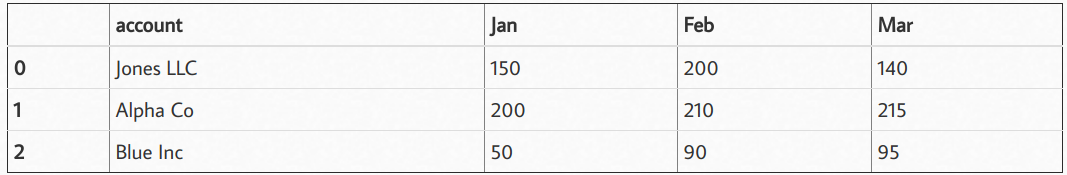 account Jan Feb Mar
0 Jones LLC 150 200 140
1 Alpha Co 200 210 215
2 Blue Inc 50 90 95